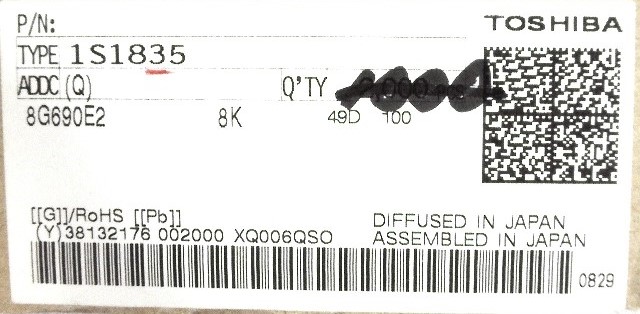 P/N:
TOSHIBA
TYPE 1S1835
ADDC (Q)
Q'TY
8G690E2 8K 49D 100
[[G]]/RoHS [[Pb]]
DIFFUSED IN JAPAN
(Y)38132176 002000 XQ006QSO
ASSEMBLED IN JAPAN
0829